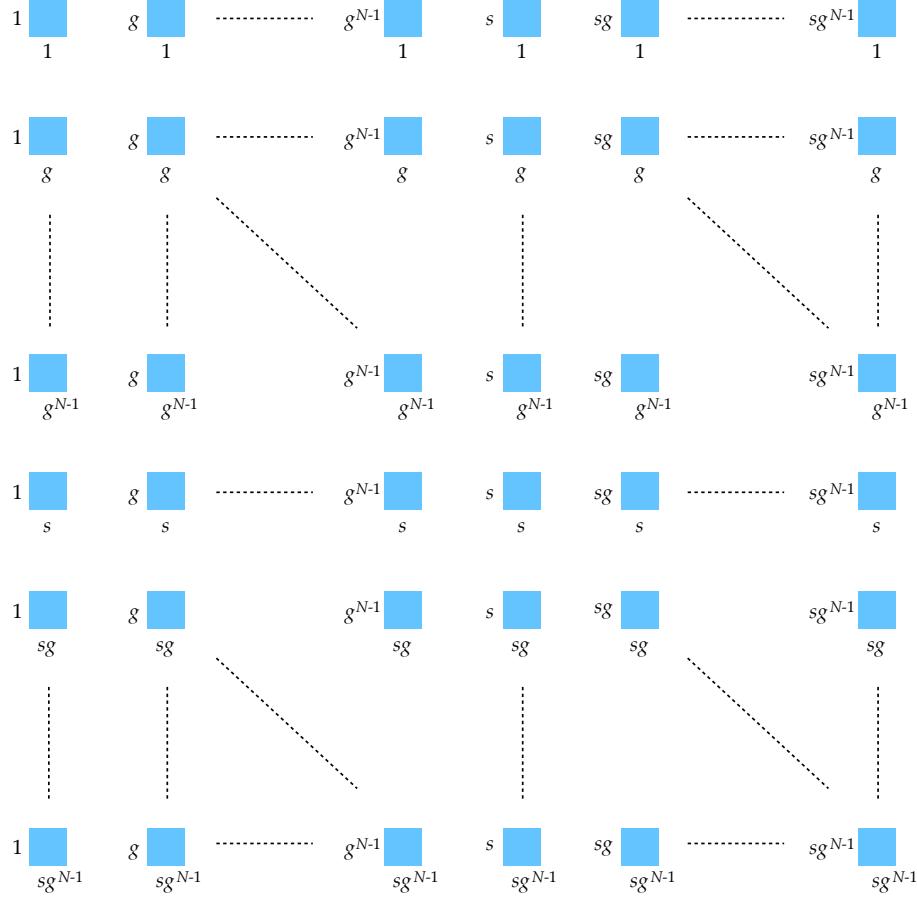 1 g g^{N-1} s sg sg^{N-1}
1 1 1 1 1 1
1 g g^{N-1} s sg sg^{N-1}
g g g g g g
1 g g^{N-1} s sg sg^{N-1}
g^{N-1} g^{N-1} g^{N-1} g^{N-1} g^{N-1} g^{N-1}
1 g g^{N-1} s sg sg^{N-1}
s s s s s s
1 g g^{N-1} s sg sg^{N-1}
sg sg sg sg sg sg
1 g g^{N-1} s sg sg^{N-1}
sg^{N-1} sg^{N-1} sg^{N-1} sg^{N-1} sg^{N-1} sg^{N-1}